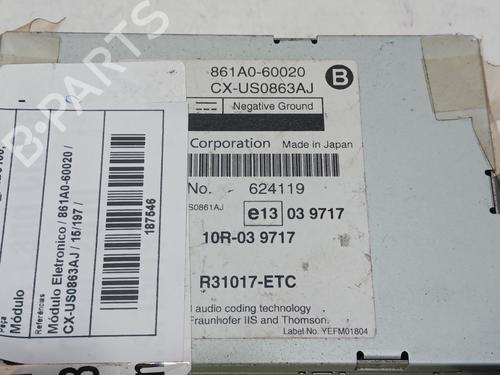 861A0-60020
CX-US0863AJ
B
Negative Ground
Corporation Made in Japan
No. 624119
S0861AJ
e13 03 9717
10R-03 9717
R31017-ETC
audio coding technology
Fraunhofer IIS and Thomson.
Label No. YEFM01804
Peça
Módulo
Referências
Módulo Eletronico / 861A0-60020 /
CX-US0863AJ / 15/197 /
187546
B-PARTS